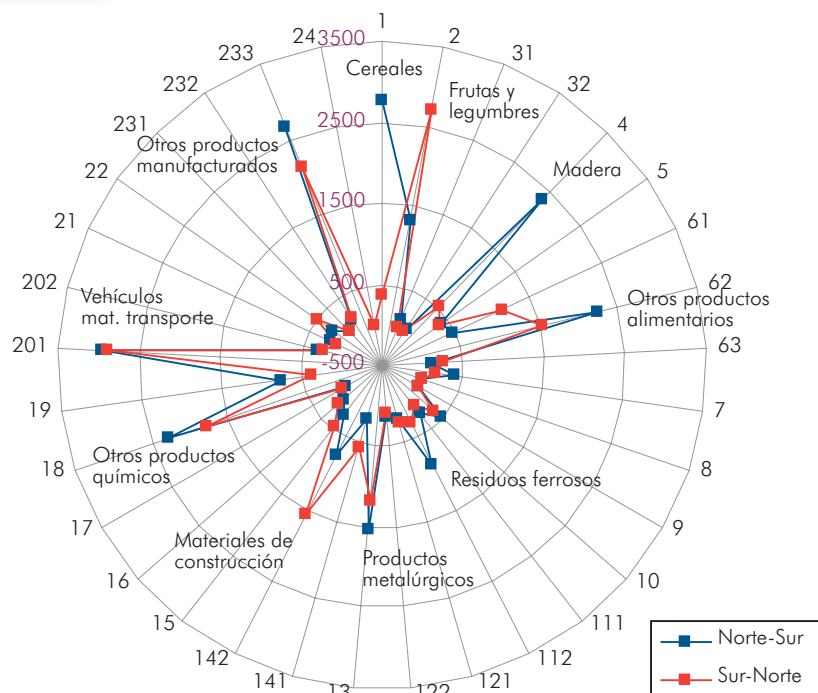 1
2
31
32
4
5
61
62
63
7
8
9
10
111
112
121
122
13
141
142
15
16
17
18
19
201
202
21
22
231
232
233
24
3500
2500
1500
500
-500
Cereales
Frutas y
legumbres
Madera
Otros productos
alimentarios
Residuos ferrosos
Productos
metalúrgicos
Materiales de
construcción
Otros productos
químicos
Vehículos
mat. transporte
Otros productos
manufacturados
Norte-Sur
Sur-Norte